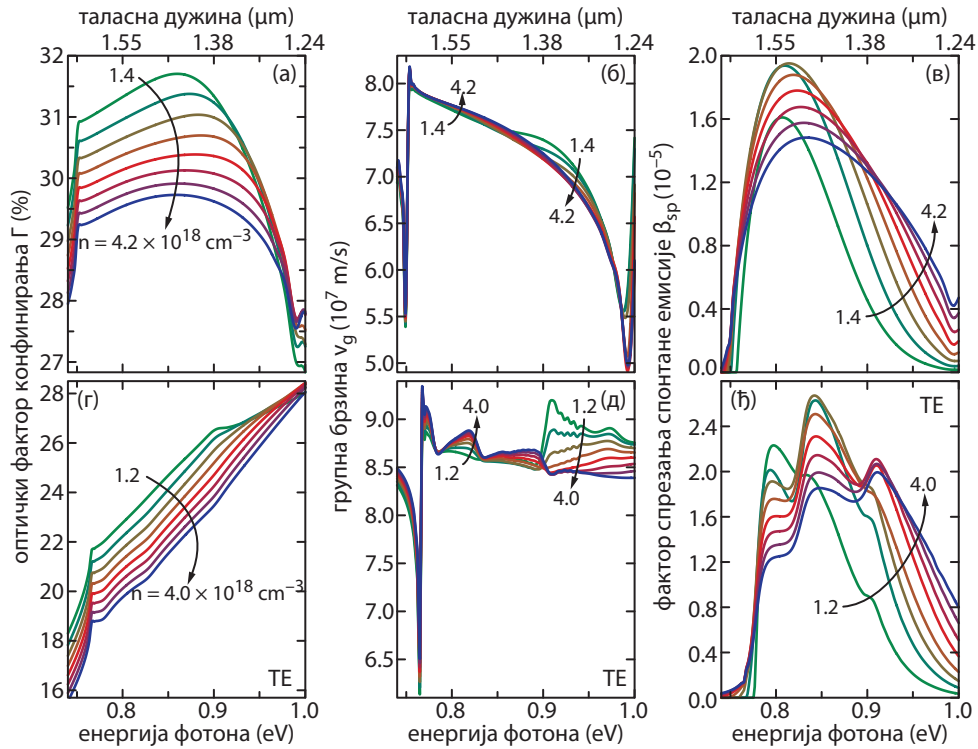 таласна дужина (μm) таласна дужина (μm) таласна дужина (μm)
1.55 1.38 1.24 1.55 1.38 1.24 1.55 1.38 1.24
оптички фактор конфинирања Γ (%)
32
31
30
29
28
27
(а)
1.4
n = 4.2 × 10¹⁸ cm⁻³
групна брзина vg (10⁷ m/s)
8.0
7.5
7.0
6.5
6.0
5.5
5.0
(б)
4.2
1.4
1.4
4.2
фактор спрезања спонтане емисије βsp (10⁻⁵)
2.0
1.6
1.2
0.8
0.4
0.0
(в)
4.2
1.4
28
26
24
22
20
18
16
(г)
1.2
n = 4.0 × 10¹⁸ cm⁻³
TE
9.0
8.5
8.0
7.5
7.0
6.5
(д)
4.0
1.2
1.2
4.0
TE
2.4
2.0
1.6
1.2
0.8
0.4
0.0
(ђ)
TE
4.0
1.2
0.8 0.9 1.0 0.8 0.9 1.0 0.8 0.9 1.0
енергија фотона (eV) енергија фотона (eV) енергија фотона (eV)